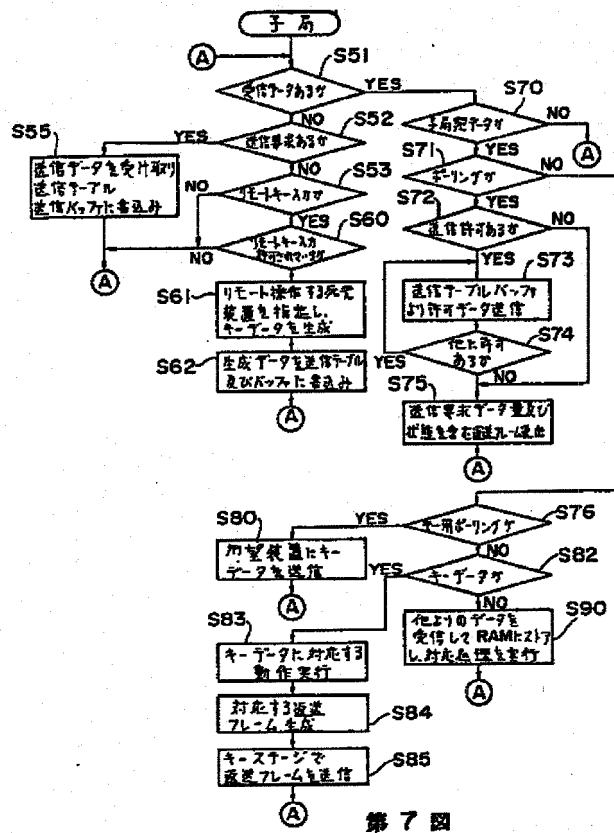 子局
A
S51
受信データあるか
YES
NO
S52
送信要求あるか
YES
NO
S55
送信データを受け取り
送信テーブル
送信バッファに書込み
A
S53
リモートキー入力か
NO
YES
S60
リモートキー入力
許可されているか
NO
S61
リモート操作する
装置を指定し、
キーデータを生成
S62
生成データを送信テーブル
及びバッファに書込み
A
S70
子局宛データか
NO
A
YES
S71
ポーリングか
NO
YES
S72
送信許可あるか
NO
YES
S73
送信テーブルバッファ
より許可データ送信
S74
他に許可
あるか
YES
NO
S75
送信要求データ量及び
状態を含む返送フレーム送出
A
S76
キー用ポーリングか
YES
NO
S80
所望装置にキー
データを送信
A
S82
キーデータか
YES
NO
S90
他よりのデータを
受信してRAMにストア
し、対応処理を実行
A
S83
キーデータに対応する
動作実行
S84
対応する返送
フレーム生成
S85
キーステージで
返送フレームを送信
A
第7図